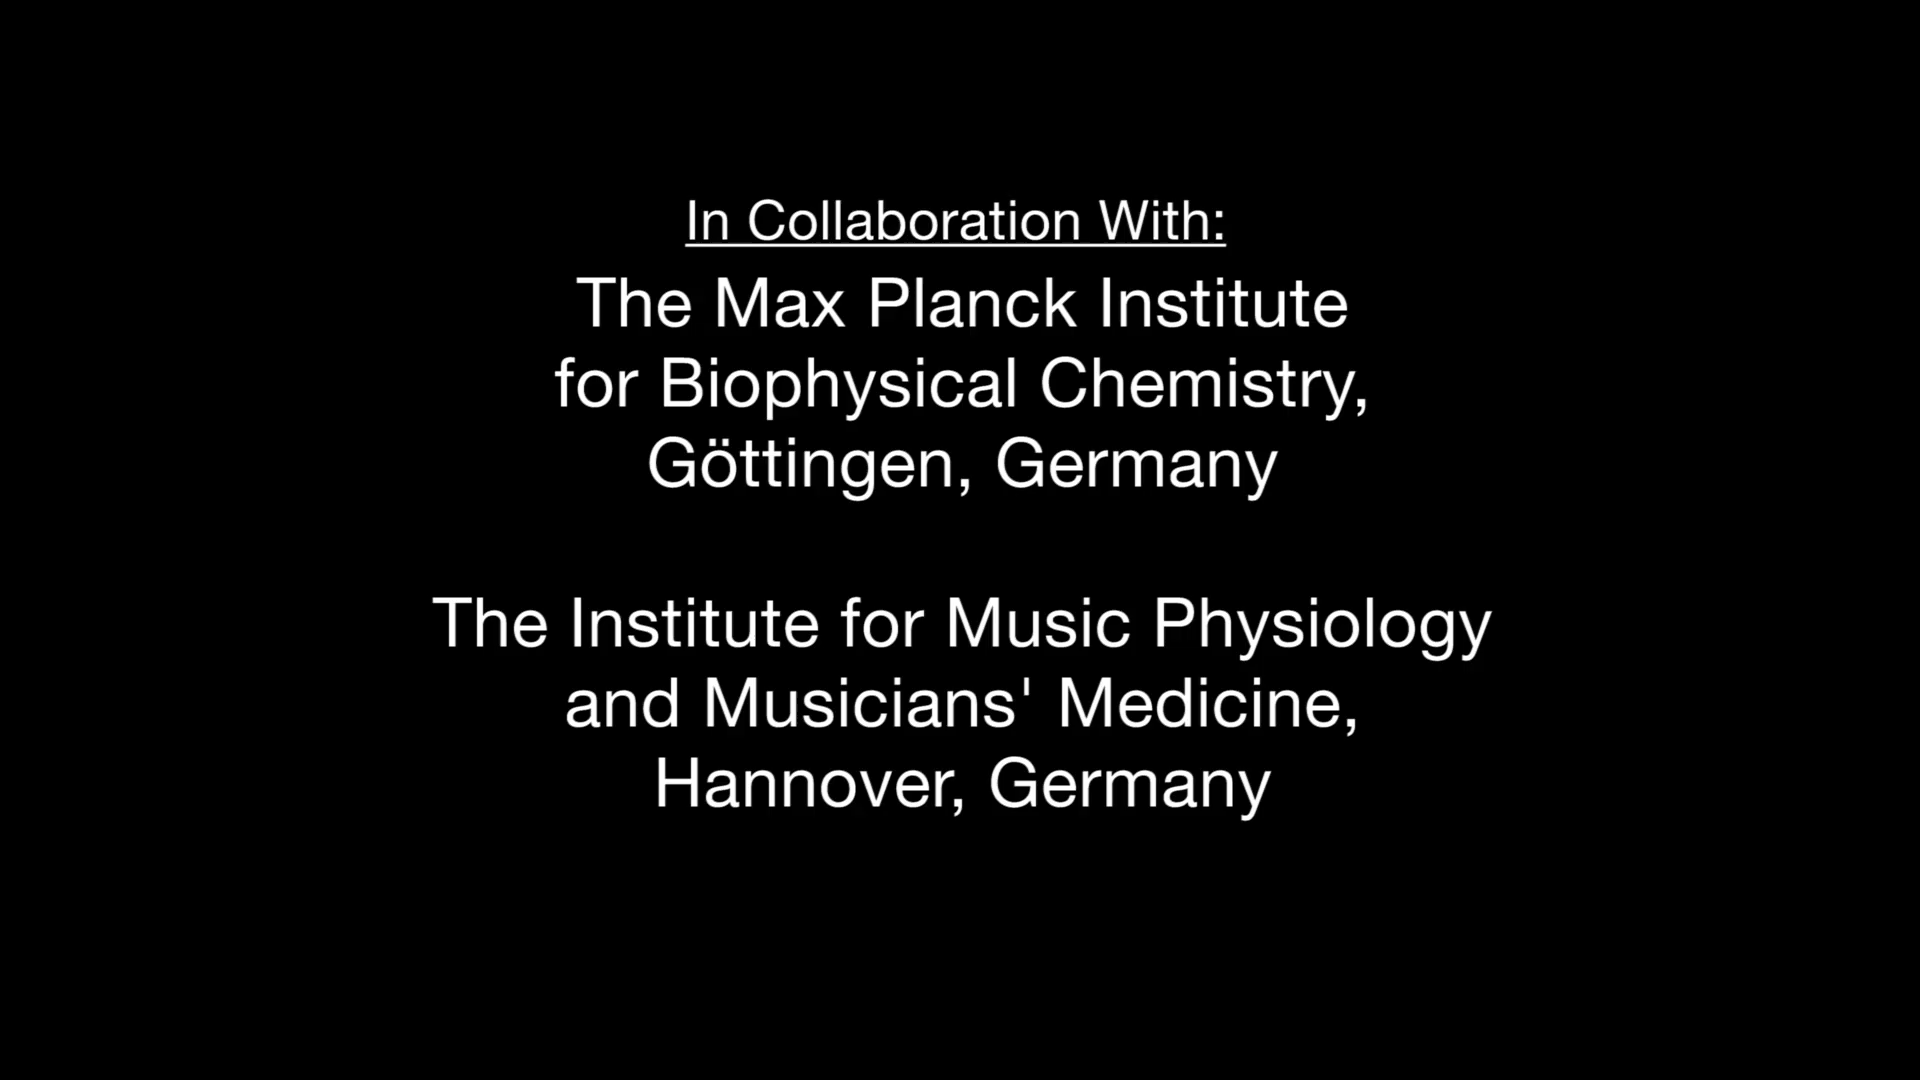 In Collaboration With:
The Max Planck Institute
for Biophysical Chemistry,
Göttingen, Germany
The Institute for Music Physiology
and Musicians' Medicine,
Hannover, Germany